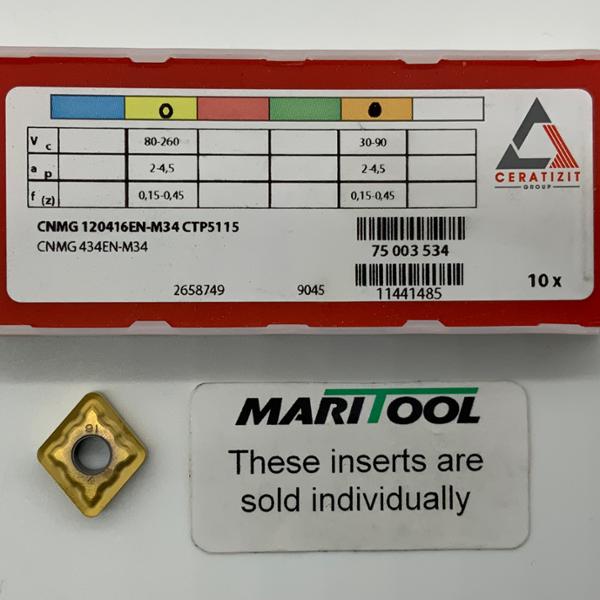 V c 80-260 30-90
a p 2-4,5 2-4,5
f (z) 0,15-0,45 0,15-0,45
CERATIZIT
GROUP
CNMG 120416EN-M34 CTP5115
CNMG 434EN-M34
75 003 534
10 x
2658749 9045 11441485
16
MARITOOL
These inserts are
sold individually